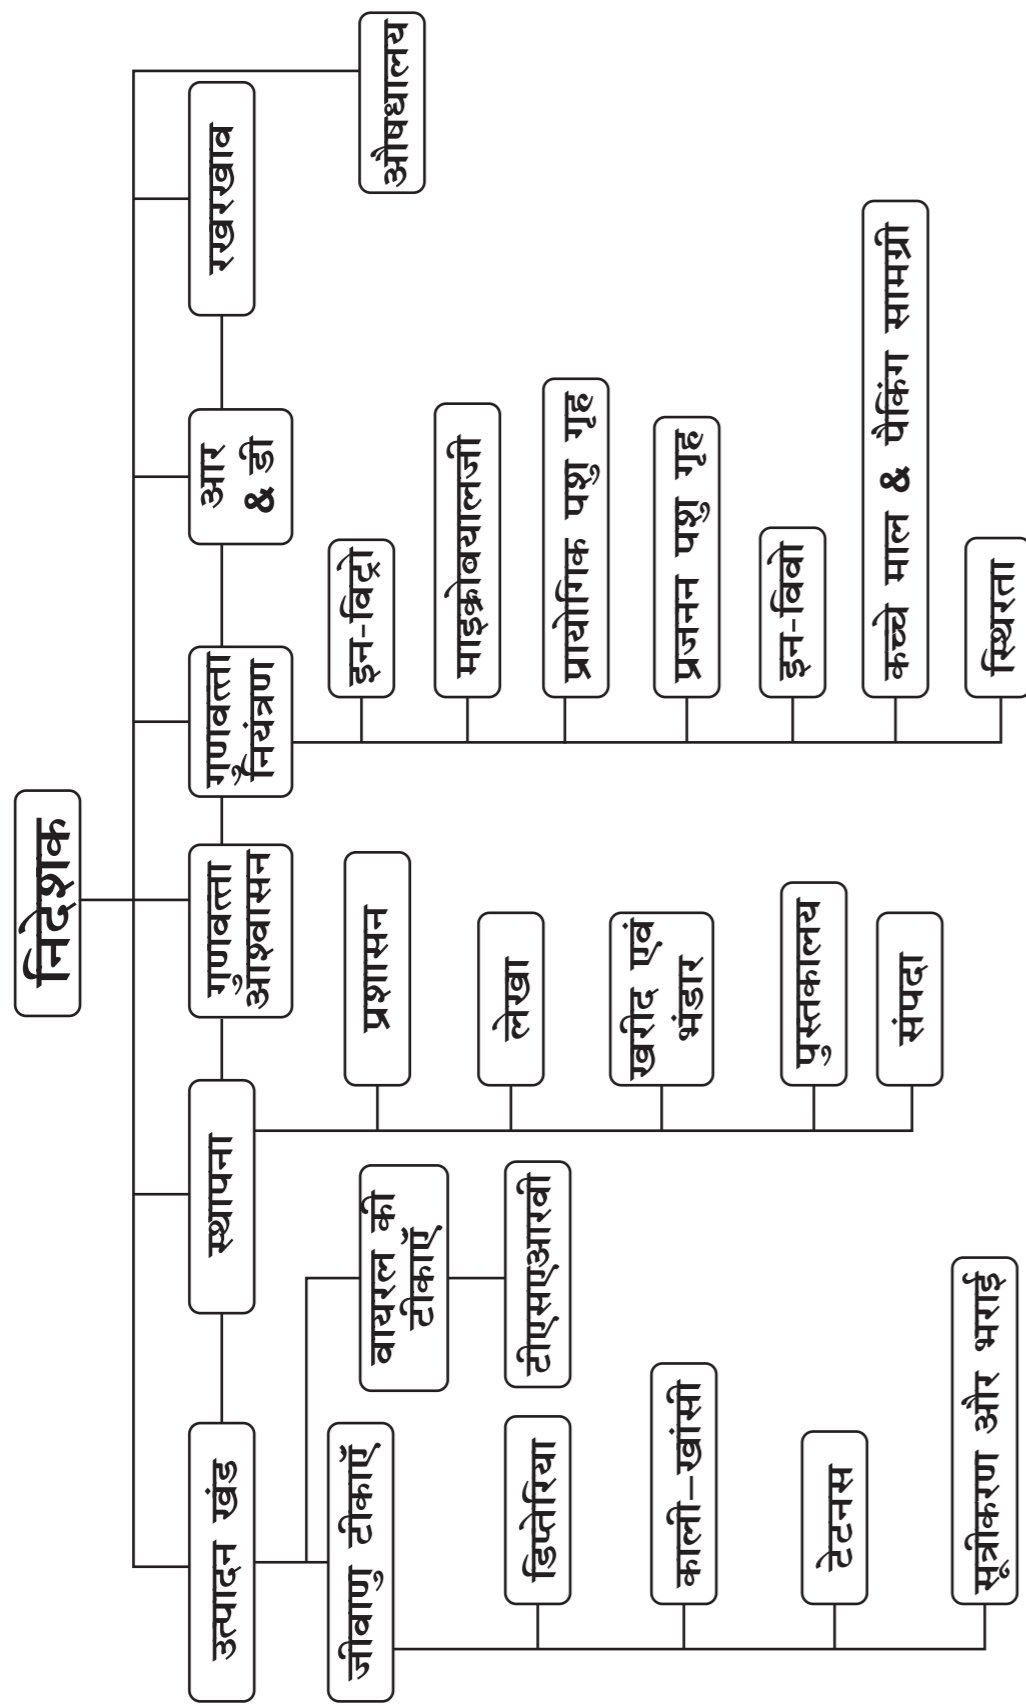 निदेशक
उत्पादन खंड
स्थापना
गुणवत्ता
आश्वासन
गुणवत्ता
नियंत्रण
आर
& डी
रखरखाव
औषधालय
जीवाणु टीकाएँ
वायरल की
टीकाएँ
डिप्तेरिया
काली–खांसी
टेटनस
सूत्रीकरण और भराई
टीएसएआरवी
प्रशासन
लेखा
खरीद एवं
भंडार
पुस्तकालय
संपदा
इन-विट्रो
माइक्रोबयालजी
प्रायोगिक पशु गृह
प्रजनन पशु गृह
इन-विवो
कच्चे माल & पैकिंग सामग्री
स्थिरता